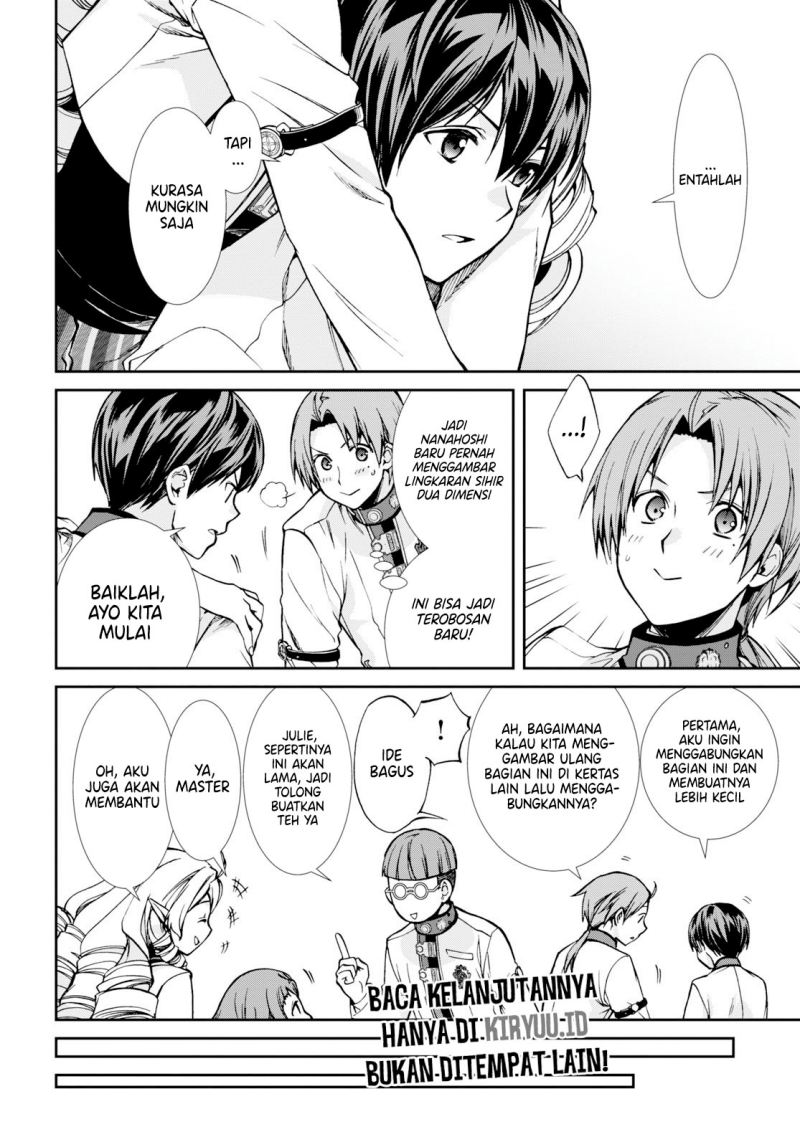 ...
ENTAHLAH
TAPI
...
KURASA
MUNGKIN
SAJA
...!
JADI
NANAHOSHI
BARU PERNAH
MENGGAMBAR
LINGKARAN SIHIR
DUA DIMENSI
INI BISA JADI
TEROBOSAN
BARU!
BAIKLAH,
AYO KITA
MULAI
PERTAMA,
AKU INGIN
MENGGABUNGKAN
BAGIAN INI DAN
MEMBUATNYA
LEBIH KECIL
AH, BAGAIMANA
KALAU KITA MENG-
GAMBAR ULANG
BAGIAN INI DI KERTAS
LAIN LALU MENGGA-
BUNGKANNYA?
!
IDE
BAGUS
JULIE,
SEPERTINYA
INI AKAN
LAMA, JADI
TOLONG
BUATKAN
TEH YA
YA,
MASTER
OH, AKU
JUGA AKAN
MEMBANTU
BACA KELANJUTANNYA
HANYA DI KIRYUU.ID
BUKAN DITEMPAT LAIN!